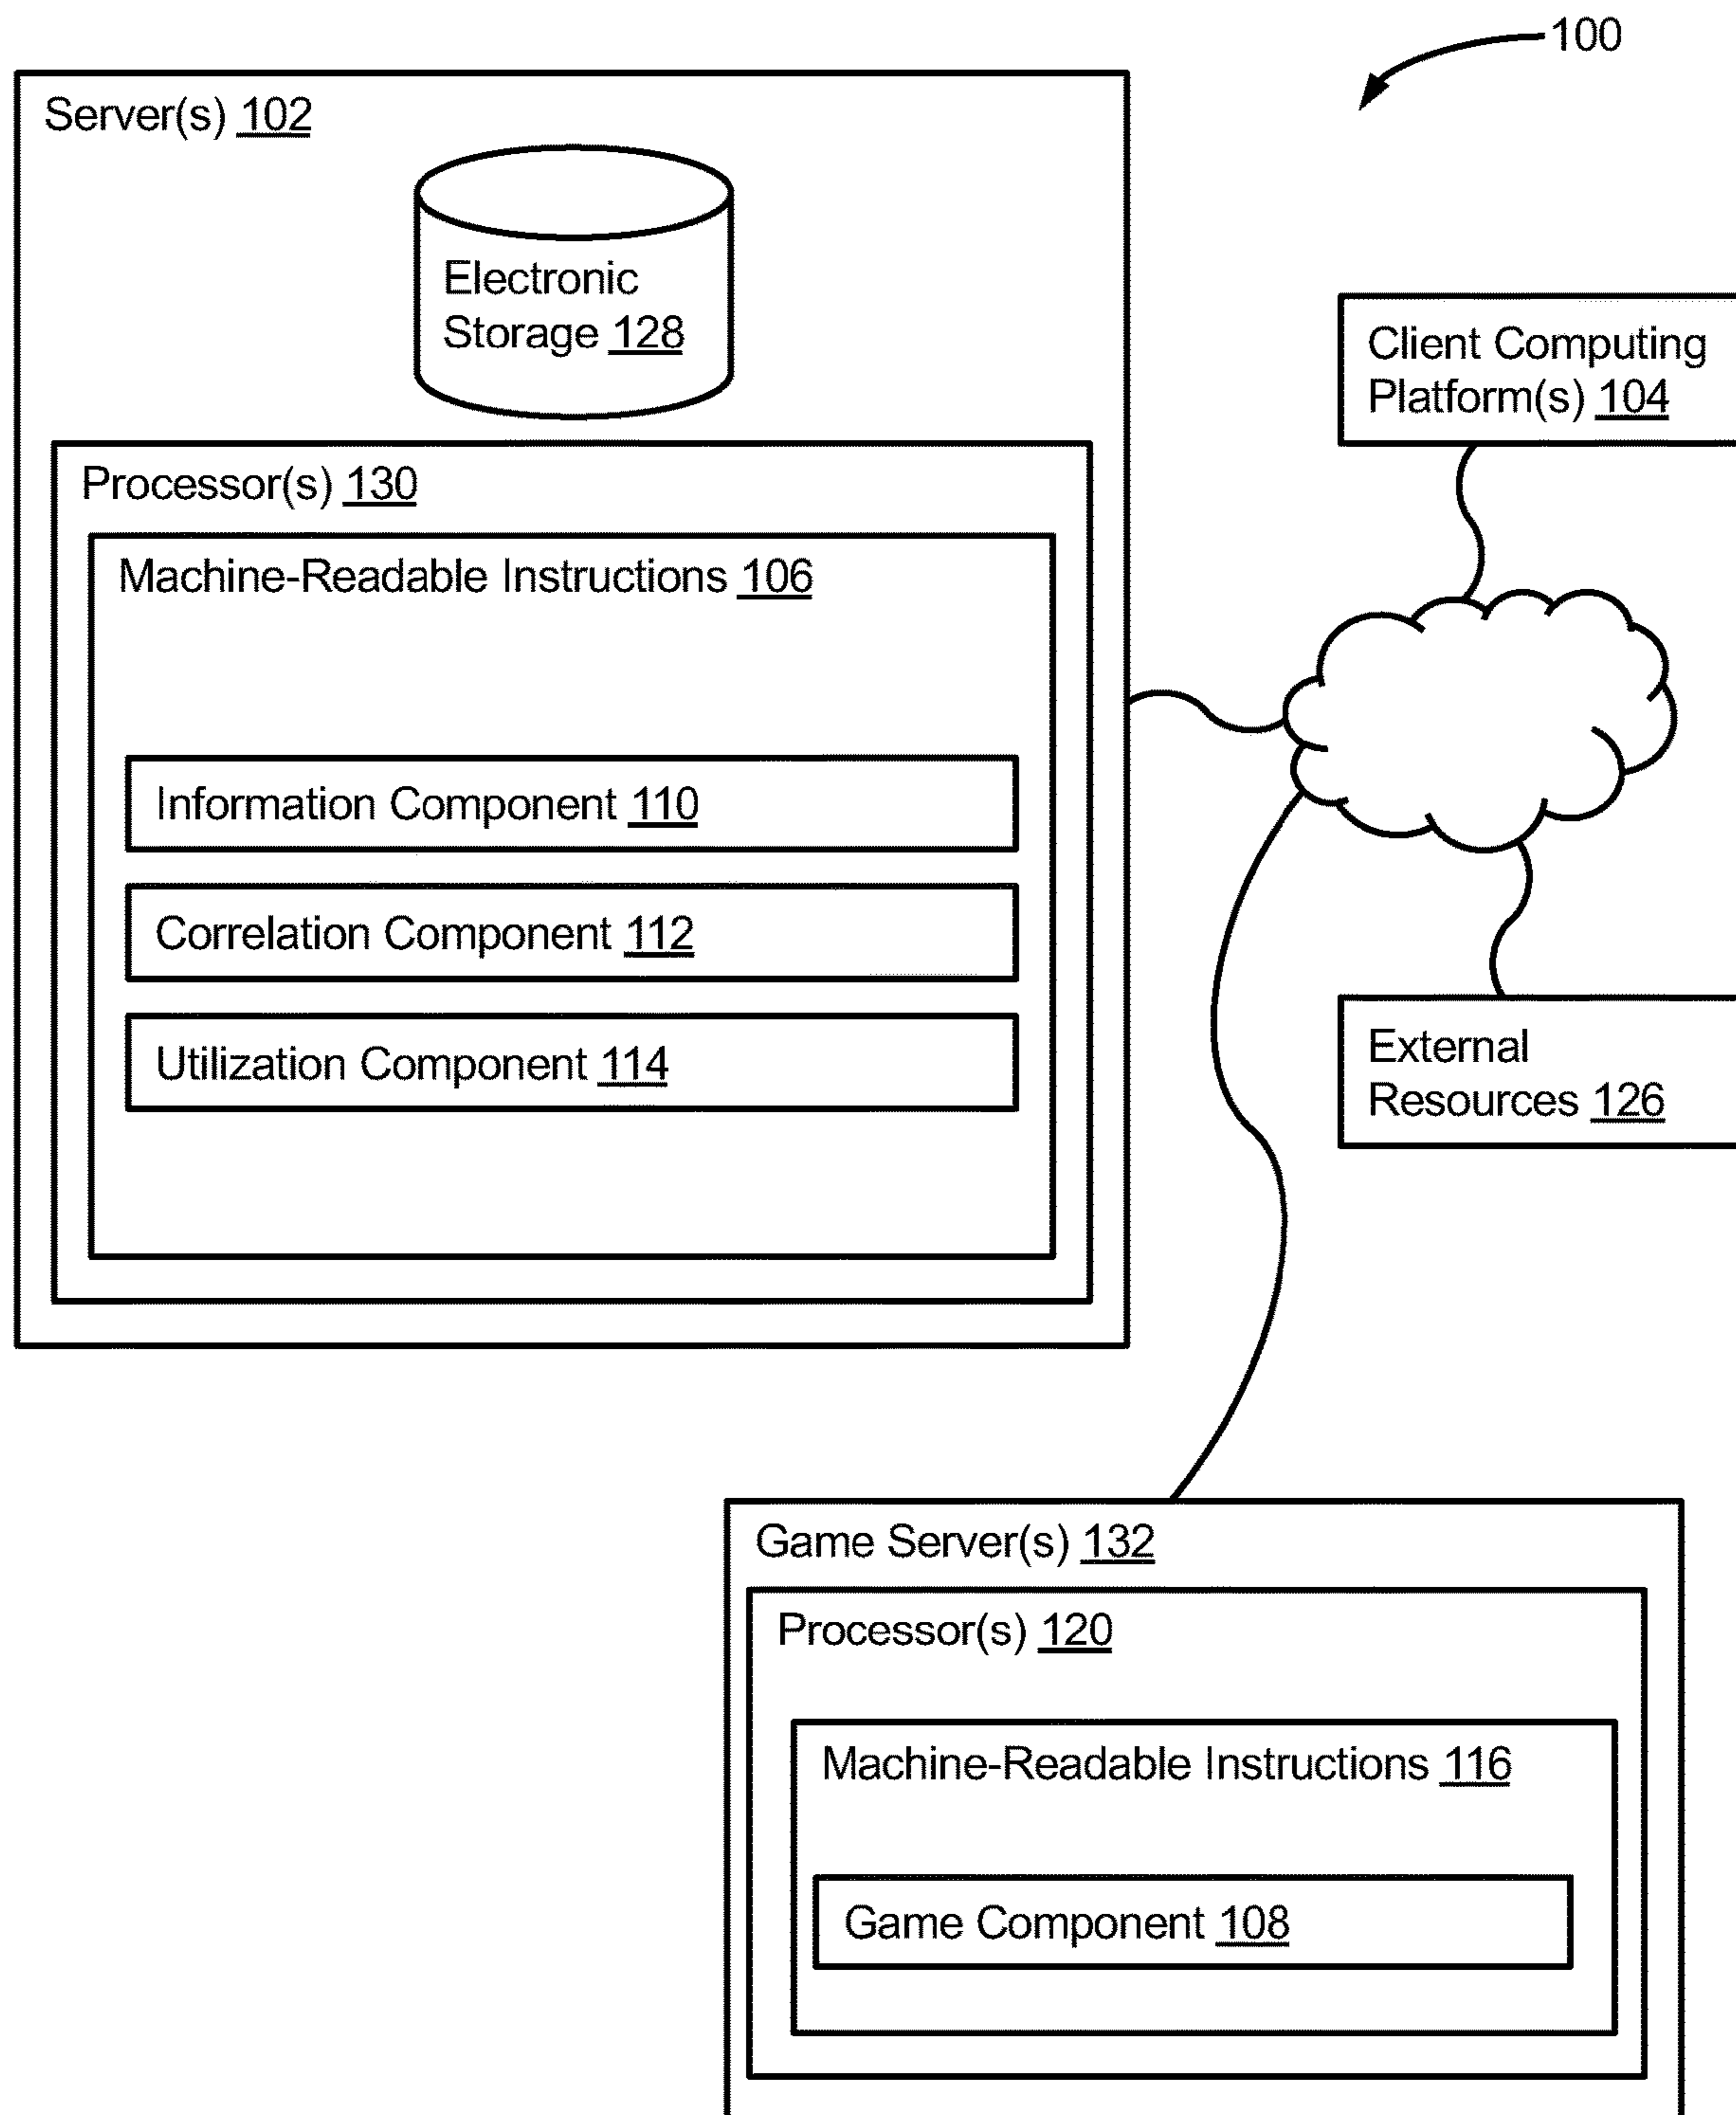 100
Server(s) 102
Electronic
Storage 128
Client Computing
Platform(s) 104
Processor(s) 130
Machine-Readable Instructions 106
Information Component 110
Correlation Component 112
Utilization Component 114
External
Resources 126
Game Server(s) 132
Processor(s) 120
Machine-Readable Instructions 116
Game Component 108